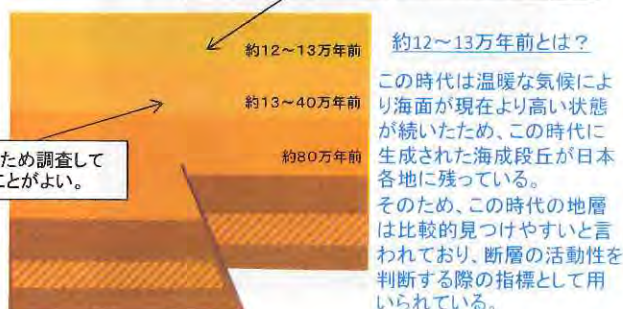 約12～13万年前
約13～40万年前
約80万年前
ため調査して
ことがよい。
約12～13万年前とは？
この時代は温暖な気候によ
り海面が現在より高い状態
が続いたため、この時代に
生成された海成段丘が日本
各地に残っている。
そのため、この時代の地層
は比較的見つけやすいと言
われており、断層の活動性を
判断する際の指標として用
いられている。